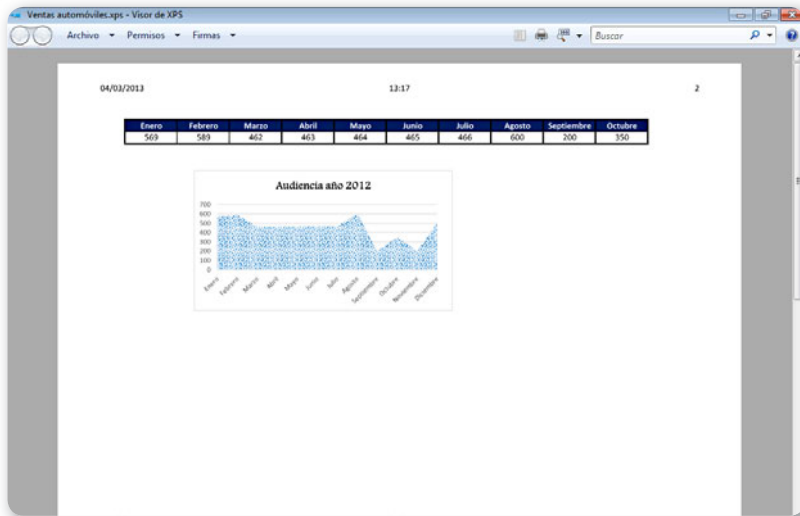 Ventas automóviles.xps - Visor de XPS
Archivo Permisos Firmas Buscar
04/03/2013 13:17 2
Enero Febrero Marzo Abril Mayo Junio Julio Agosto Septiembre Octubre
569 589 462 463 464 465 466 600 200 350
Audiencia año 2012
700
600
500
400
300
200
100
0
Enero Febrero Marzo Abril Mayo Junio Julio Agosto Septiembre Octubre Noviembre Diciembre